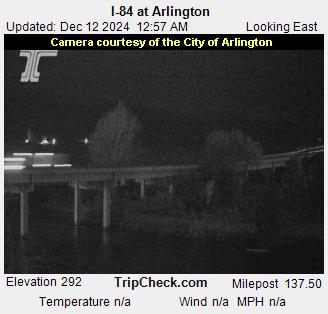 I-84 at Arlington
Updated: Dec 12 2024 12:57 AM Looking East
Camera courtesy of the City of Arlington
Elevation 292 TripCheck.com Milepost 137.50
Temperature n/a Wind n/a MPH n/a